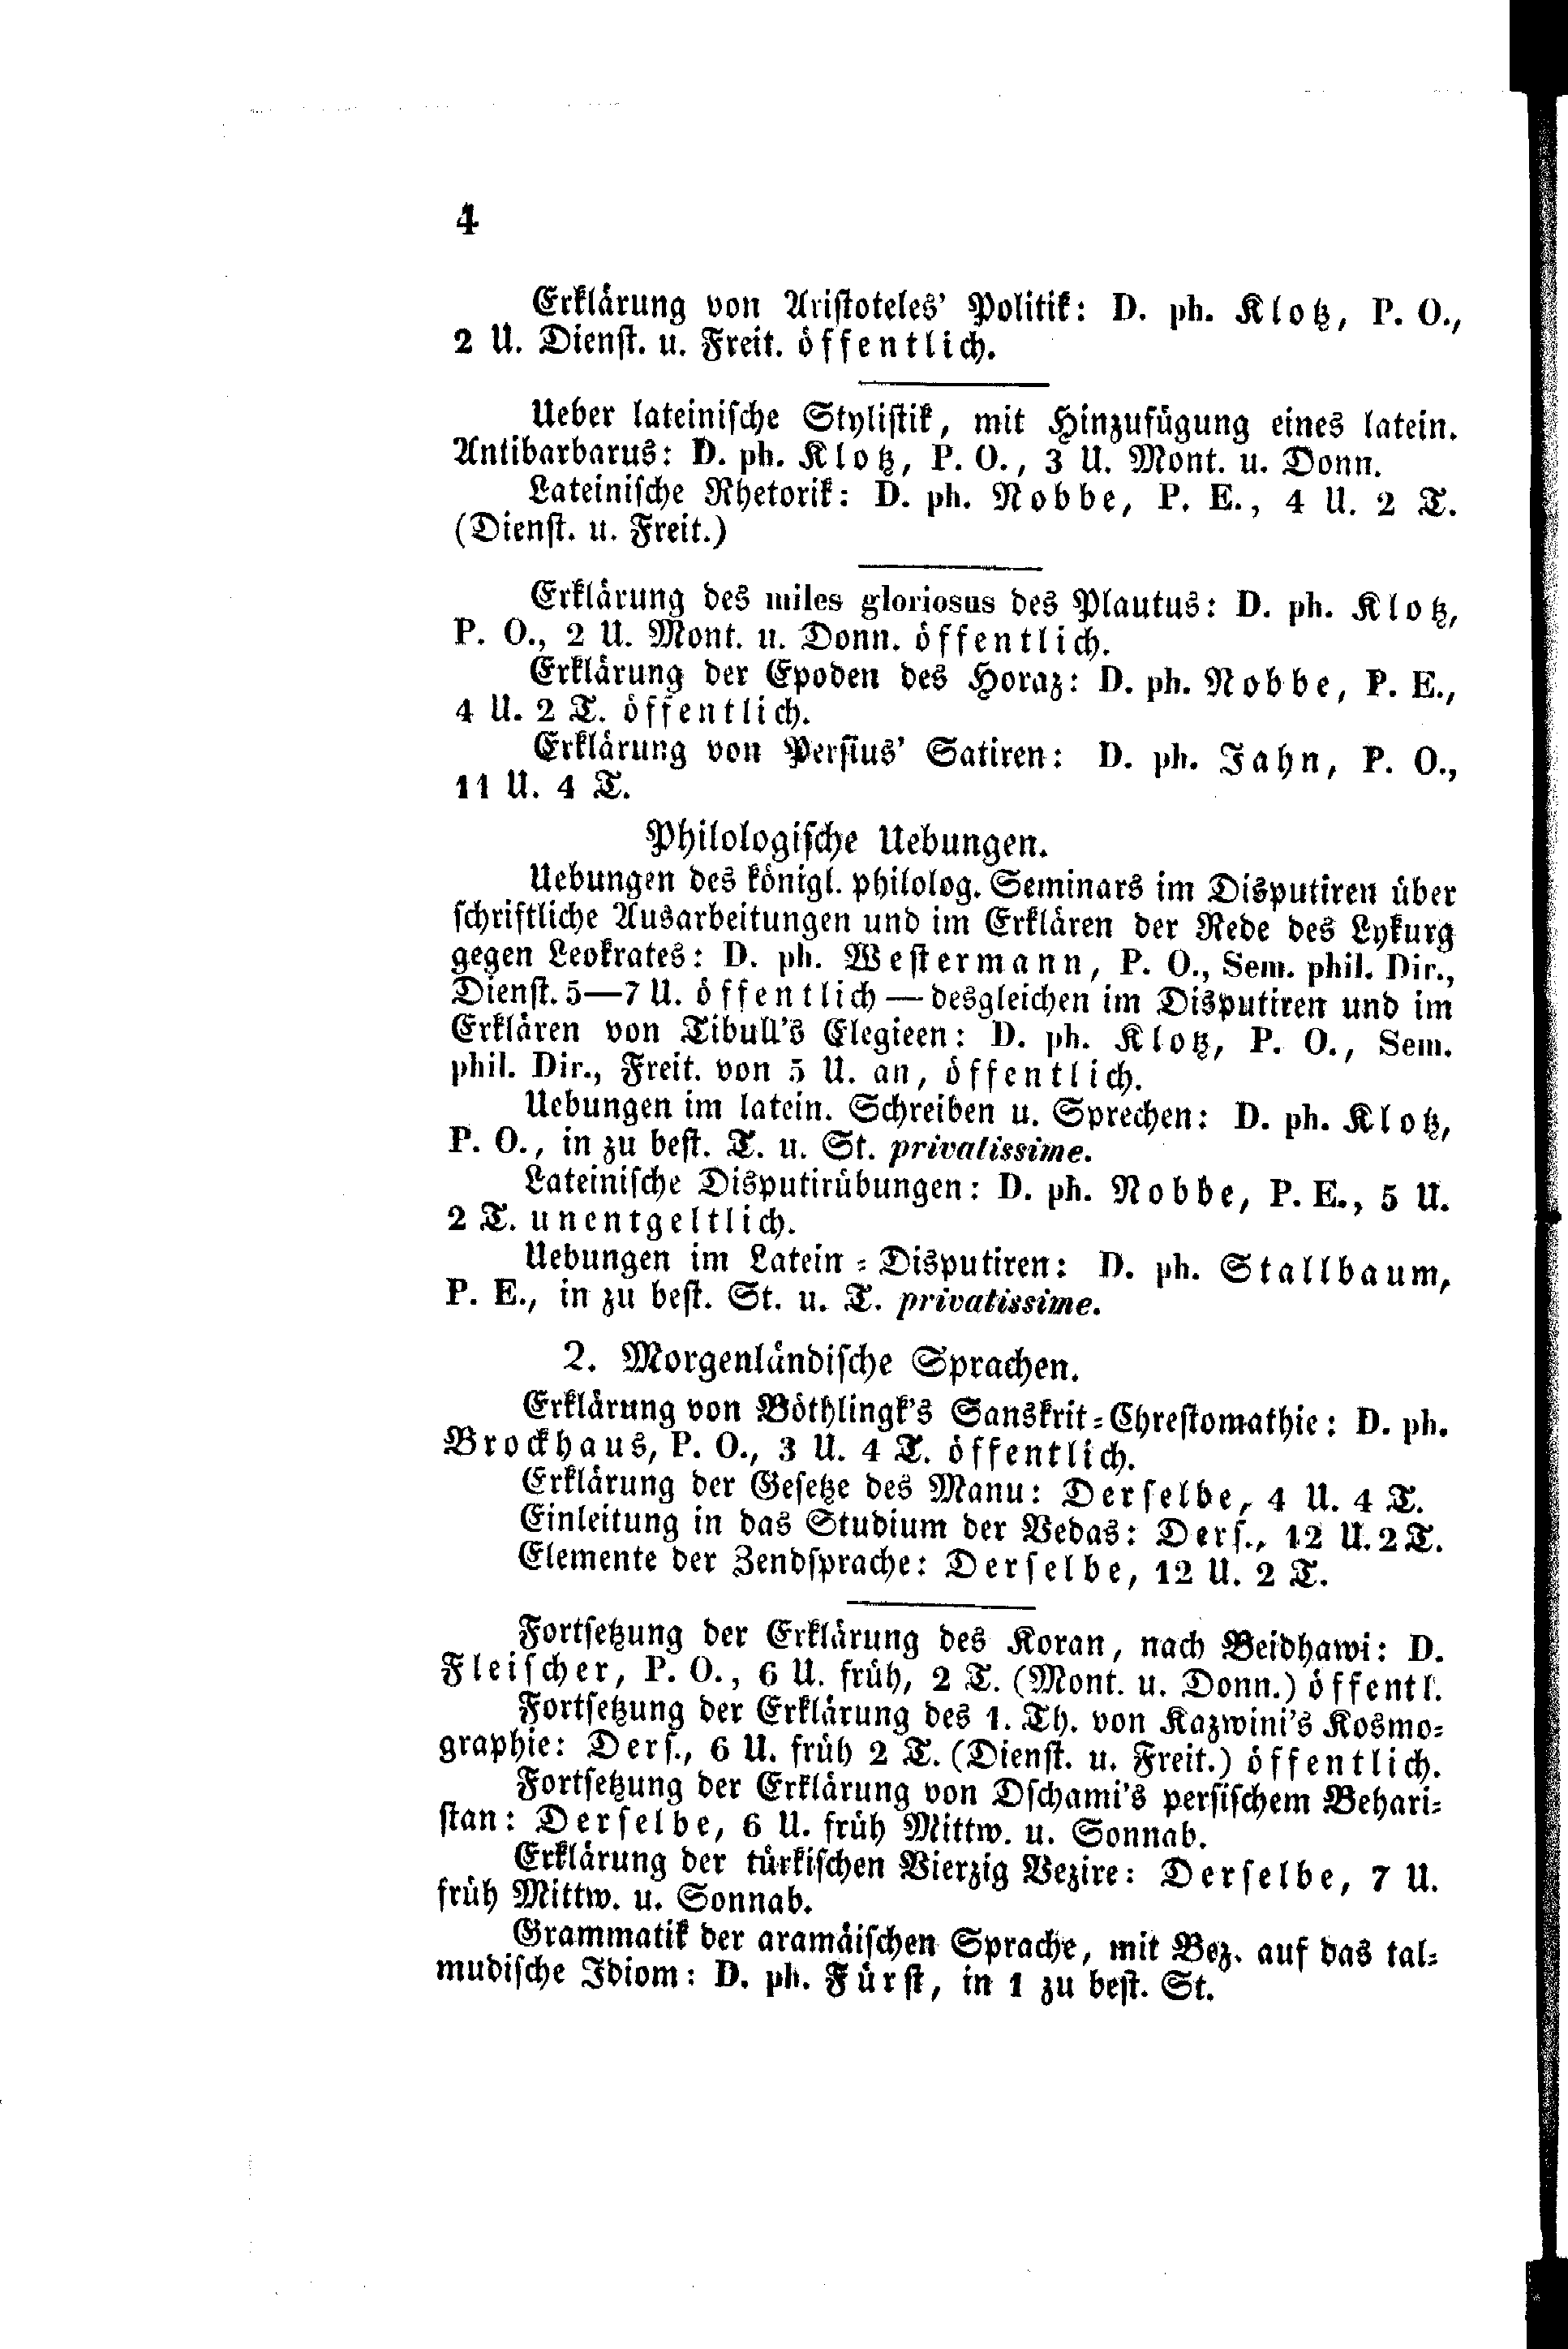 4
Erklärung von Aristoteles' Politik: D. ph. Klotz, P. O.,
2 U. Dienst. u. Freit. öffentlich.
Ueber lateinische Stylistik, mit Hinzufügung eines latein.
Antibarbarus: D. ph. Klotz, P. O., 3 U. Mont. u. Donn.
Lateinische Rhetorik: D. ph. Nobbe, P. E., 4 U. 2 T.
(Dienst. u. Freit.)
Erklärung des miles gloriosus des Plautus: D. ph. Klotz,
P. O., 2 U. Mont. u. Donn. öffentlich.
Erklärung der Epoden des Horaz: D. ph. Nobbe, P. E.,
4 U. 2 T. öffentlich.
Erklärung von Persius' Satiren: D. ph. Jahn, P. O.,
11 U. 4 T.
Philologische Uebungen.
Uebungen des königl. philolog. Seminars im Disputiren über
schriftliche Ausarbeitungen und im Erklären der Rede des Lykurg
gegen Leokrates: D. ph. Westermann, P. O., Sem. phil. Dir.,
Dienst. 5—7 U. öffentlich — desgleichen im Disputiren und im
Erklären von Tibull's Elegieen: D. ph. Klotz, P. O., Sem.
phil. Dir., Freit. von 5 U. an, öffentlich.
Uebungen im latein. Schreiben u. Sprechen: D. ph. Klotz,
P. O., in zu best. T. u. St. privatissime.
Lateinische Disputirübungen: D. ph. Nobbe, P. E., 5 U.
2 T. unentgeltlich.
Uebungen im Latein-Disputiren: D. ph. Stallbaum,
P. E., in zu best. St. u. T. privatissime.
2. Morgenländische Sprachen.
Erklärung von Böthlingk's Sanskrit-Chrestomathie: D. ph.
Brockhaus, P. O., 3 U. 4 T. öffentlich.
Erklärung der Gesetze des Manu: Derselbe, 4 U. 4 T.
Einleitung in das Studium der Vedas: Ders., 12 U. 2 T.
Elemente der Zendsprache: Derselbe, 12 U. 2 T.
Fortsetzung der Erklärung des Koran, nach Beidhawi: D.
Fleischer, P. O., 6 U. früh, 2 T. (Mont. u. Donn.) öffentl.
Fortsetzung der Erklärung des 1. Th. von Kazwini's Kosmo-
graphie: Ders., 6 U. früh 2 T. (Dienst. u. Freit.) öffentlich.
Fortsetzung der Erklärung von Dschami's persischem Behari-
stan: Derselbe, 6 U. früh Mittw. u. Sonnab.
Erklärung der türkischen Vierzig Vezire: Derselbe, 7 U.
früh Mittw. u. Sonnab.
Grammatik der aramäischen Sprache, mit Bez. auf das tal-
mudische Idiom: D. ph. Fürst, in 1 zu best. St.